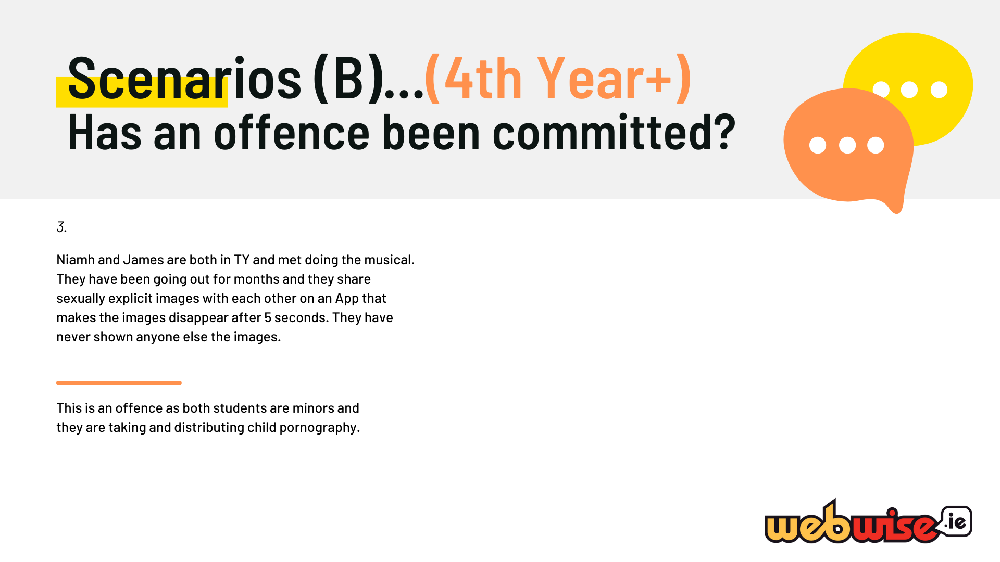 Scenarios (B)...(4th Year+)
Has an offence been committed?
3.
Niamh and James are both in TY and met doing the musical.
They have been going out for months and they share
sexually explicit images with each other on an App that
makes the images disappear after 5 seconds. They have
never shown anyone else the images.
This is an offence as both students are minors and
they are taking and distributing child pornography.
webwise.ie